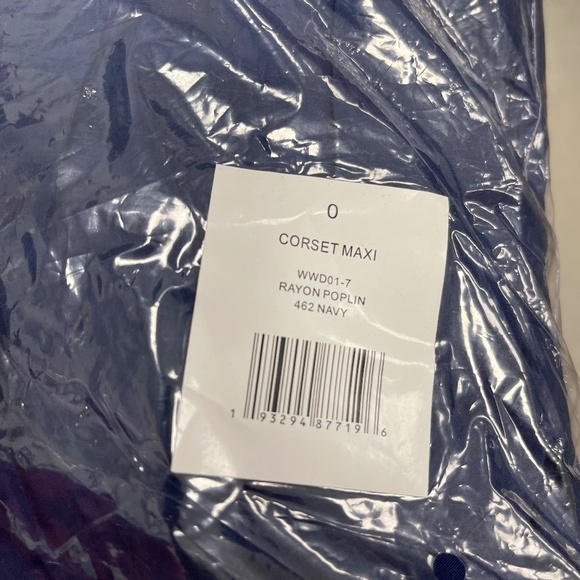 0
CORSET MAXI
WWD01-7
RAYON POPLIN
462 NAVY
1 93294 87719 6